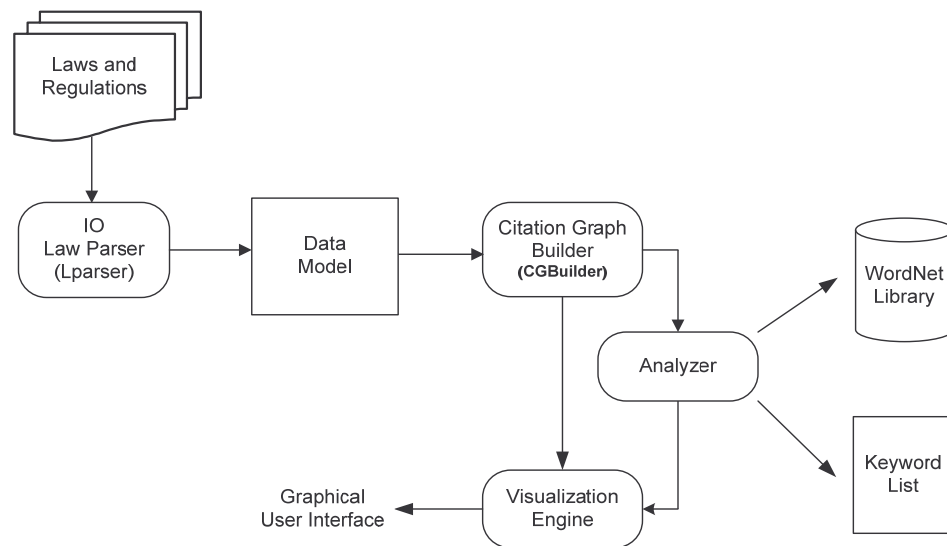 Laws and
Regulations
IO
Law Parser
(Lparser)
Data
Model
Citation Graph
Builder
(CGBuilder)
WordNet
Library
Analyzer
Keyword
List
Graphical
User Interface
Visualization
Engine